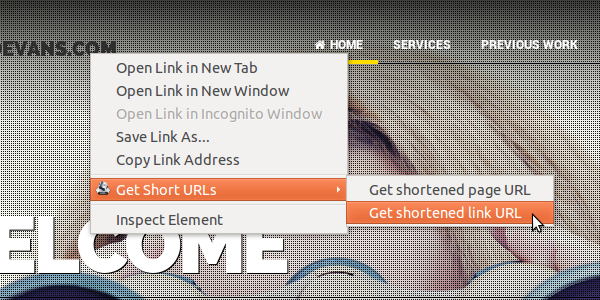 DEVANS.COM
HOME SERVICES PREVIOUS WORK
Open Link in New Tab
Open Link in New Window
Open Link in Incognito Window
Save Link As...
Copy Link Address
Get Short URLs
Get shortened page URL
Get shortened link URL
Inspect Element
ELCOME